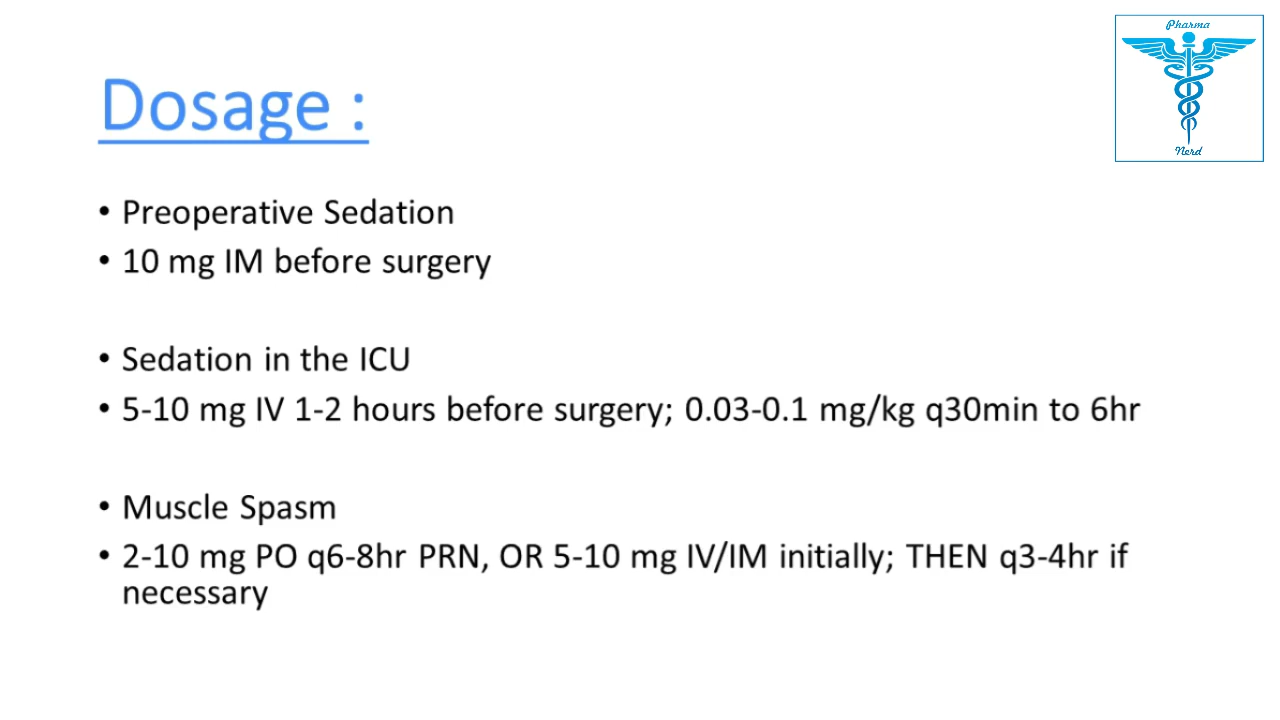 Pharma
Nerd
Dosage :
• Preoperative Sedation
• 10 mg IM before surgery
• Sedation in the ICU
• 5-10 mg IV 1-2 hours before surgery; 0.03-0.1 mg/kg q30min to 6hr
• Muscle Spasm
• 2-10 mg PO q6-8hr PRN, OR 5-10 mg IV/IM initially; THEN q3-4hr if
necessary